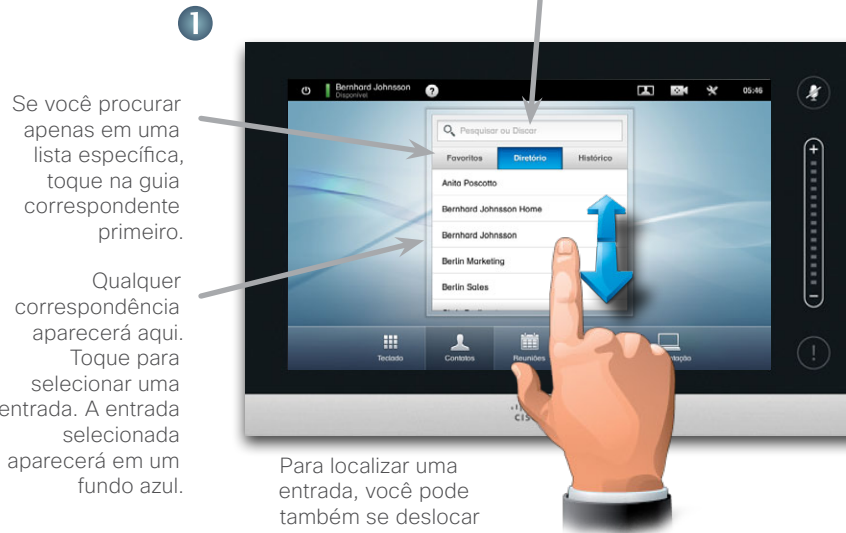 1
Se você procurar
apenas em uma
lista específica,
toque na guia
correspondente
primeiro.
Qualquer
correspondência
aparecerá aqui.
Toque para
selecionar uma
entrada. A entrada
selecionada
aparecerá em um
fundo azul.
Bernhard Johnsson
Disponível
?
05:46
Pesquisar ou Discar
Favoritos Diretório Histórico
Anita Poscotto
Bernhard Johnsson Home
Bernhard Johnsson
Berlin Marketing
Berlin Sales
Teclado Contatos Reuniões
+
-
!
Para localizar uma
entrada, você pode
também se deslocar